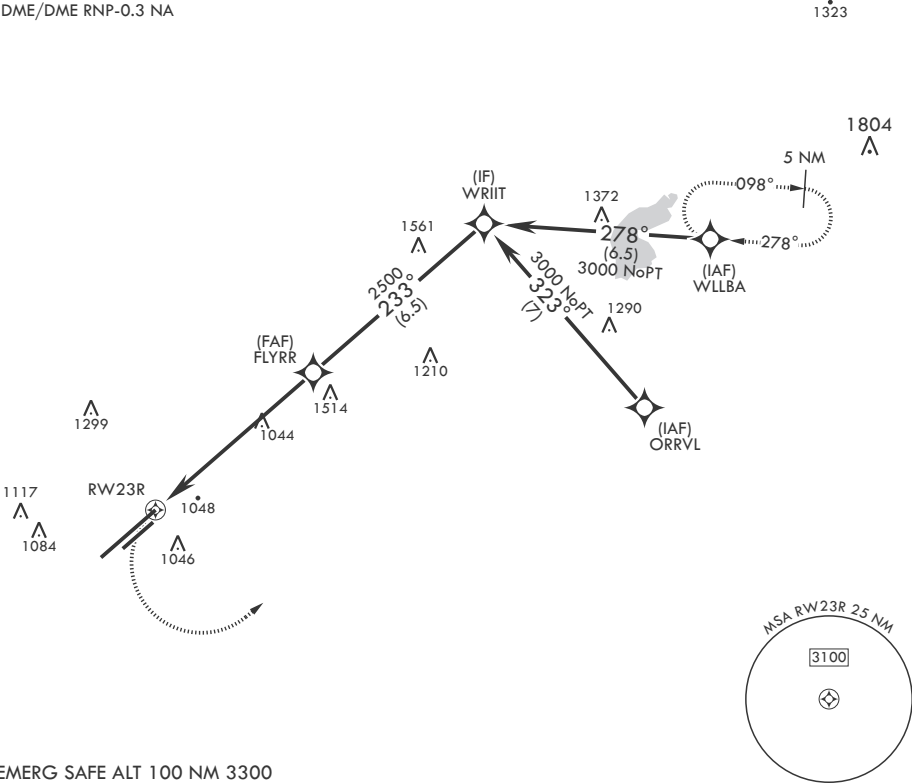 DME/DME RNP-0.3 NA
1323
1804
5 NM
098°
278°
(IAF)
WLLBA
1372
278°
(6.5)
3000 NoPT
(IF)
WRIIT
1561
3000 NoPT
323°
(7)
1290
(IAF)
ORRVL
2500
233°
(6.5)
1210
(FAF)
FLYRR
1514
1044
1299
RW23R
1048
1117
1084
1046
MSA RW23R 25 NM
3100
EMERG SAFE ALT 100 NM 3300